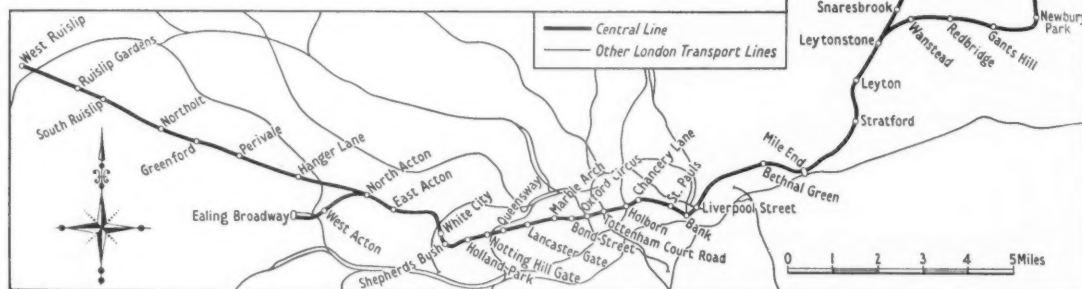 Central Line
Other London Transport Lines
West Ruislip
Ruislip Gardens
South Ruislip
Northolt
Greenford
Perivale
Hanger Lane
North Acton
East Acton
Ealing Broadway
West Acton
White City
Shepherds Bush
Holland Park
Notting Hill Gate
Queensway
Lancaster Gate
Marble Arch
Bond Street
Oxford Circus
Tottenham Court Road
Holborn
Chancery Lane
St. Pauls
Bank
Liverpool Street
Bethnal Green
Mile End
Stratford
Leyton
Leytonstone
Snaresbrook
Wanstead
Redbridge
Gants Hill
Newbury
Park
0 1 2 3 4 5 Miles